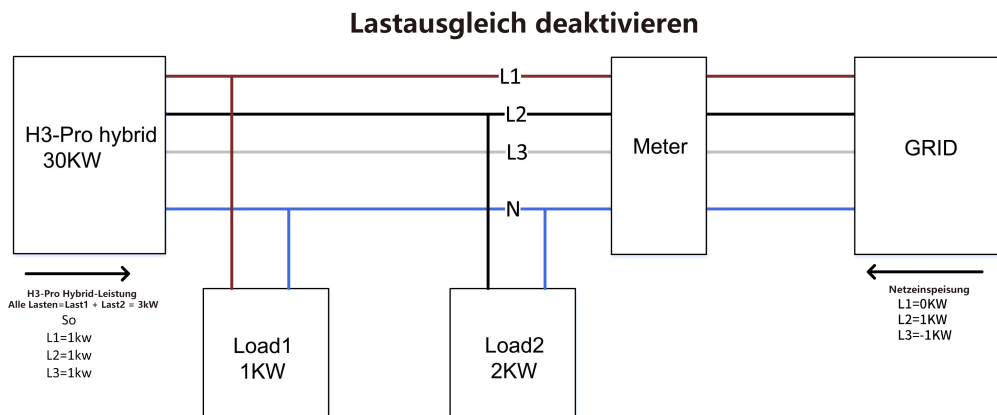 Lastausgleich deaktivieren
L1
L2
L3
N
H3-Pro hybrid
30KW
Meter
GRID
H3-Pro Hybrid-Leistung
Alle Lasten=Last1 + Last2 = 3kW
So
L1=1kw
L2=1kw
L3=1kw
Load1
1KW
Load2
2KW
Netzeinspeisung
L1=0KW
L2=1KW
L3=-1KW